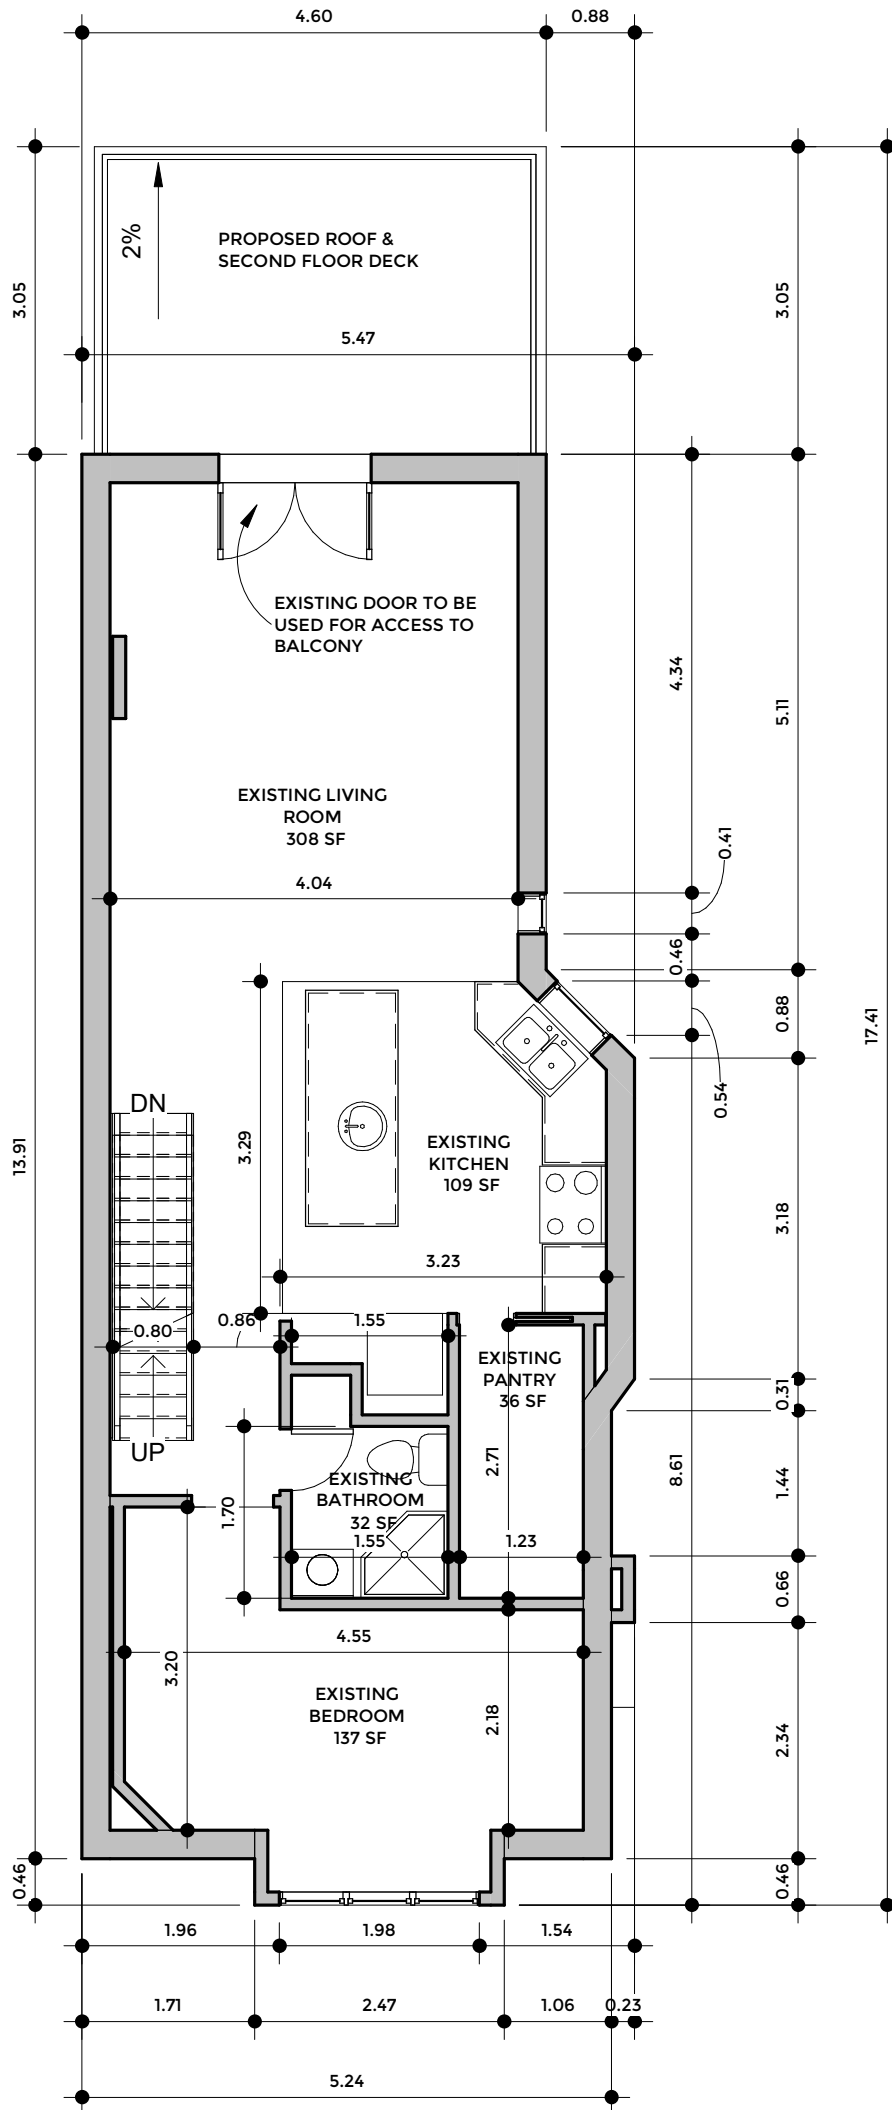 4.60
0.88
2%
PROPOSED ROOF &
SECOND FLOOR DECK
3.05
3.05
5.47
EXISTING DOOR TO BE
USED FOR ACCESS TO
BALCONY
4.34
5.11
EXISTING LIVING
ROOM
308 SF
0.41
4.04
0.46
0.88
17.41
DN
0.54
3.29
EXISTING
KITCHEN
109 SF
13.91
3.18
3.23
0.80
0.86
1.55
EXISTING
PANTRY
36 SF
0.31
UP
2.71
8.61
1.44
EXISTING
BATHROOM
32 SF
1.70
1.55
1.23
0.66
4.55
3.20
EXISTING
BEDROOM
137 SF
2.18
2.34
0.46
0.46
1.96
1.98
1.54
1.71
2.47
1.06
0.23
5.24